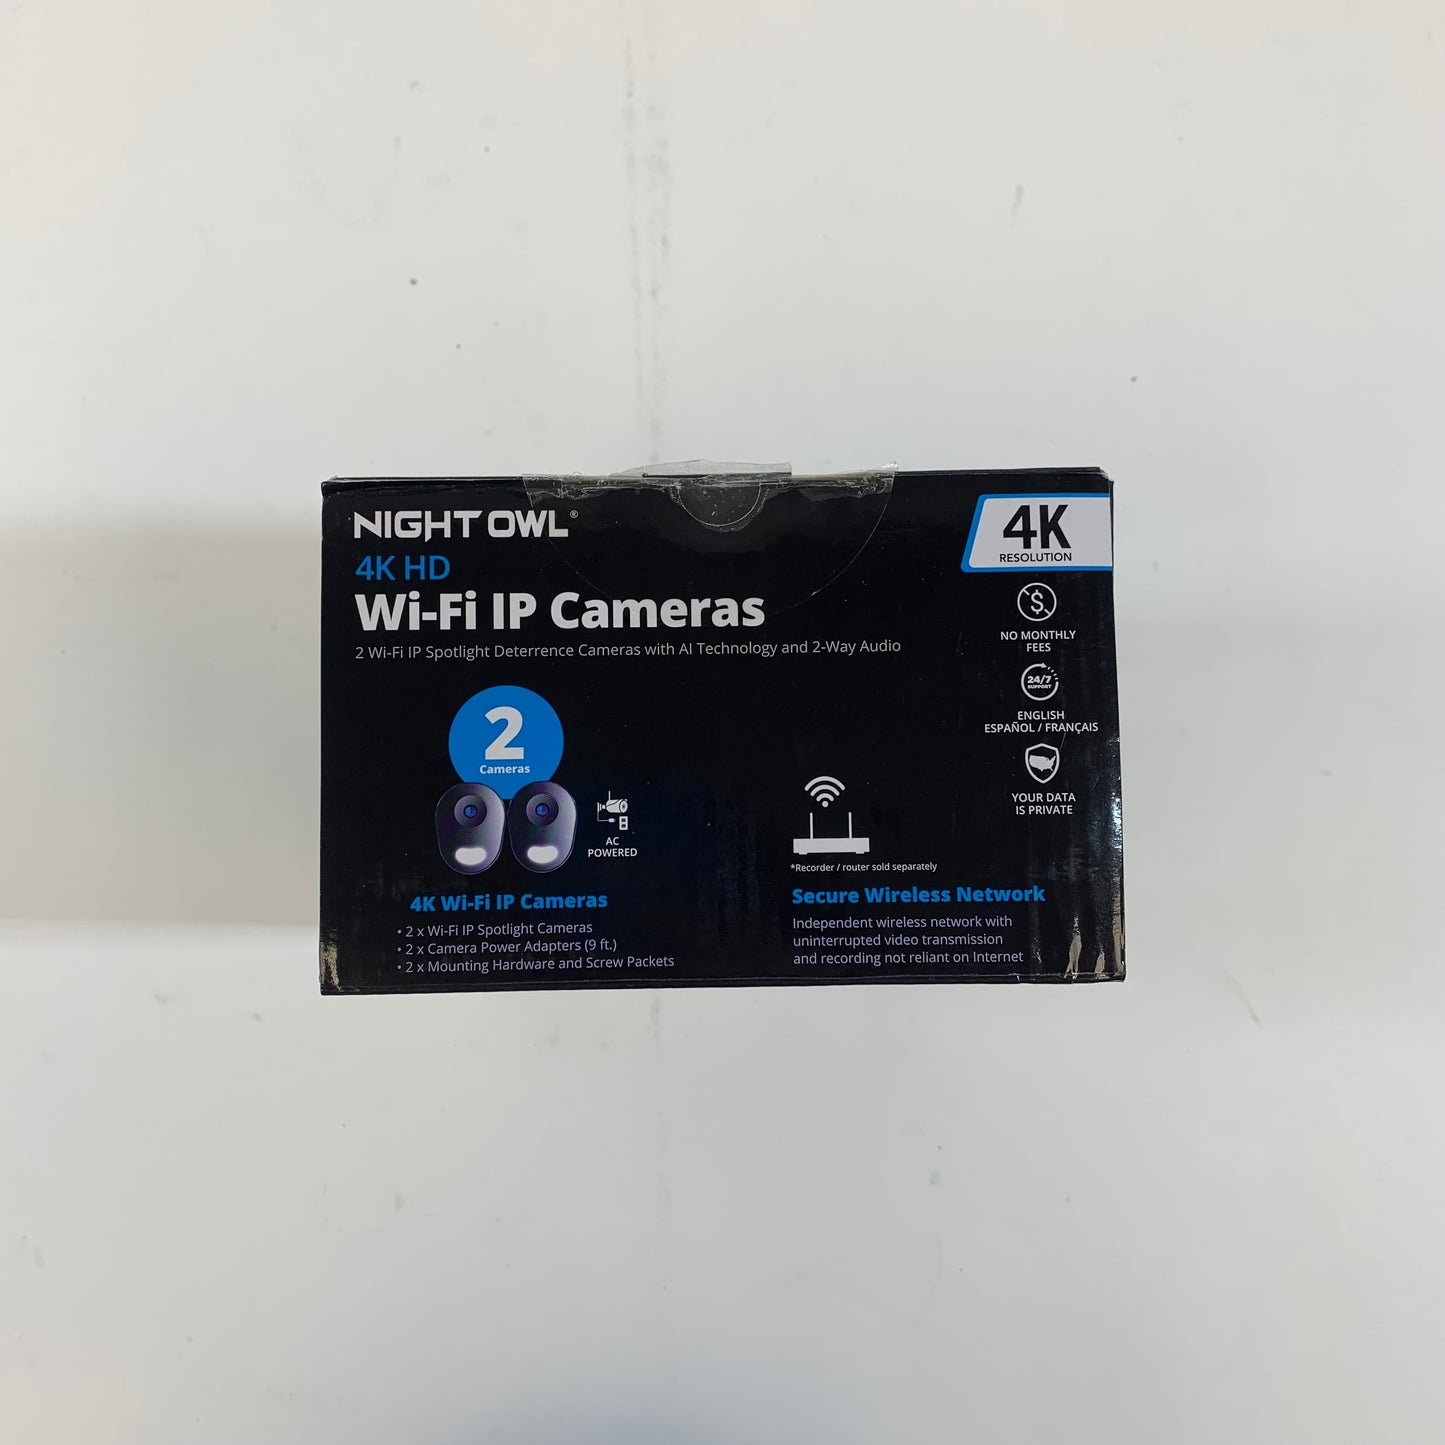 NIGHT OWL®
4K HD
Wi-Fi IP Cameras
2 Wi-Fi IP Spotlight Deterrence Cameras with AI Technology and 2-Way Audio
4K
RESOLUTION
$
NO MONTHLY
FEES
24/7
SUPPORT
ENGLISH
ESPAÑOL / FRANÇAIS
YOUR DATA
IS PRIVATE
2
Cameras
AC
POWERED
4K Wi-Fi IP Cameras
• 2 x Wi-Fi IP Spotlight Cameras
• 2 x Camera Power Adapters (9 ft.)
• 2 x Mounting Hardware and Screw Packets
*Recorder / router sold separately
Secure Wireless Network
Independent wireless network with
uninterrupted video transmission
and recording not reliant on Internet